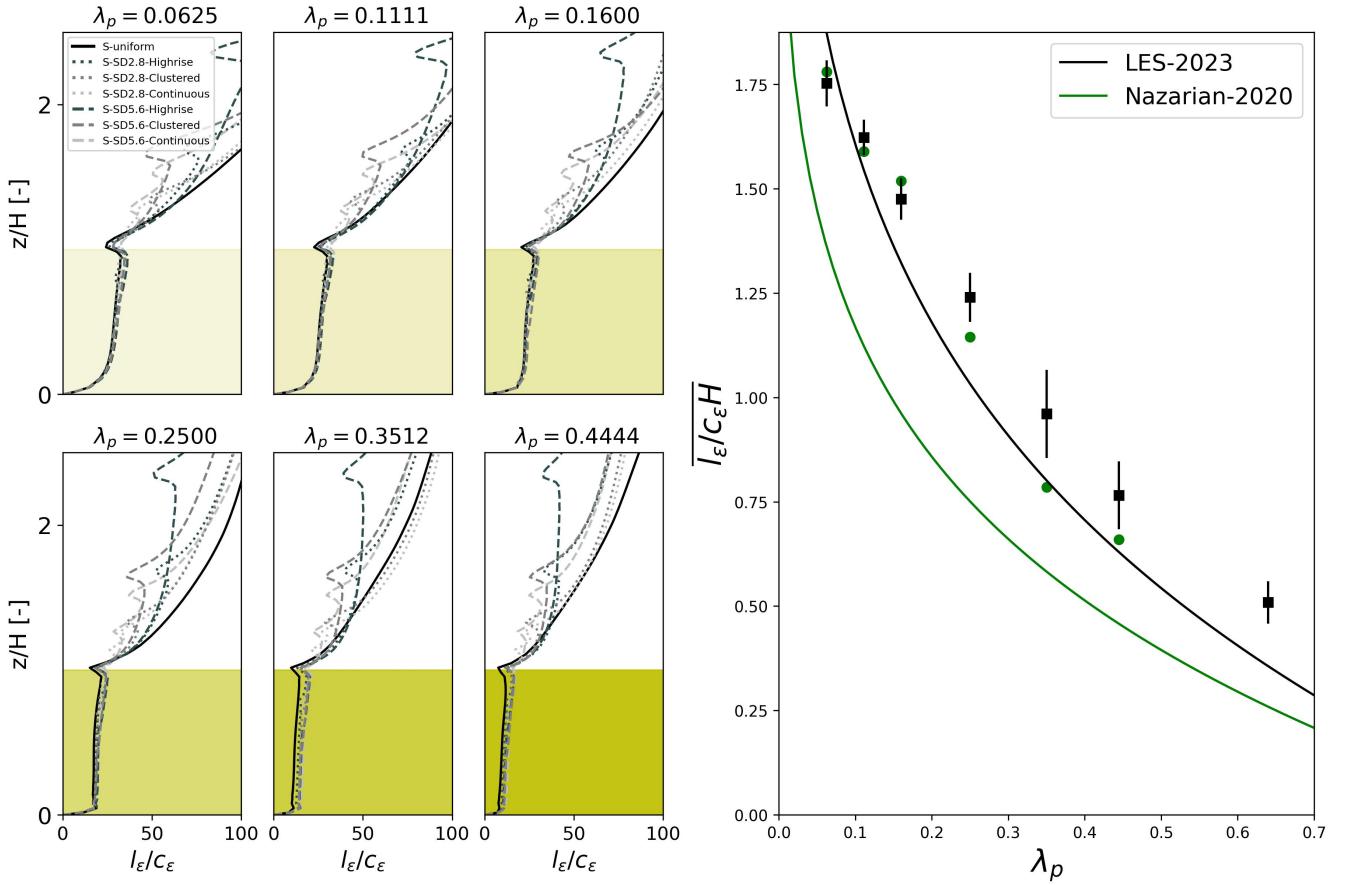 λp = 0.0625
λp = 0.1111
λp = 0.1600
S-uniform
S-SD2.8-Highrise
S-SD2.8-Clustered
S-SD2.8-Continuous
S-SD5.6-Highrise
S-SD5.6-Clustered
S-SD5.6-Continuous
z/H [-]
2
0
λp = 0.2500
λp = 0.3512
λp = 0.4444
z/H [-]
2
0
0 50 100
0 50 100
0 50 100
lε/cε
lε/cε
lε/cε
LES-2023
Nazarian-2020
lε/cεH
1.75
1.50
1.25
1.00
0.75
0.50
0.25
0.00
0.0 0.1 0.2 0.3 0.4 0.5 0.6 0.7
λp